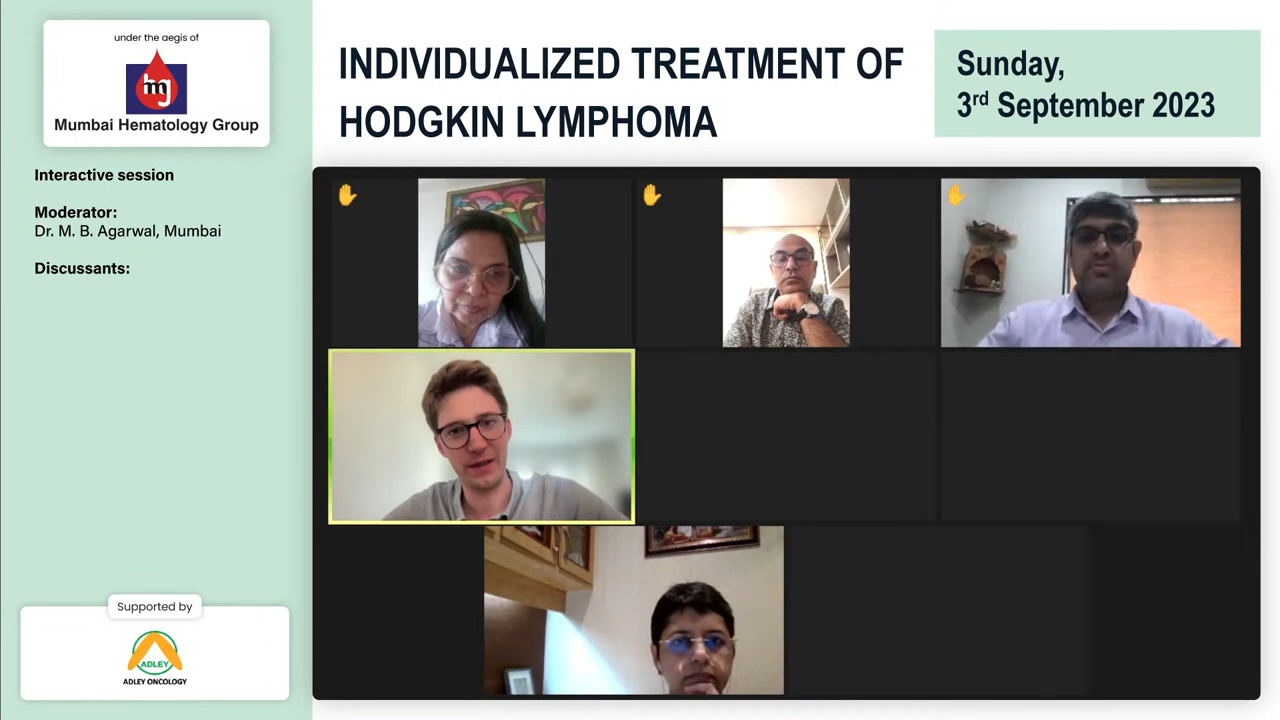 under the aegis of
hmg
Mumbai Hematology Group
Interactive session
Moderator:
Dr. M. B. Agarwal, Mumbai
Discussants:
Supported by
ADLEY
ADLEY ONCOLOGY
INDIVIDUALIZED TREATMENT OF
HODGKIN LYMPHOMA
Sunday,
3rd September 2023